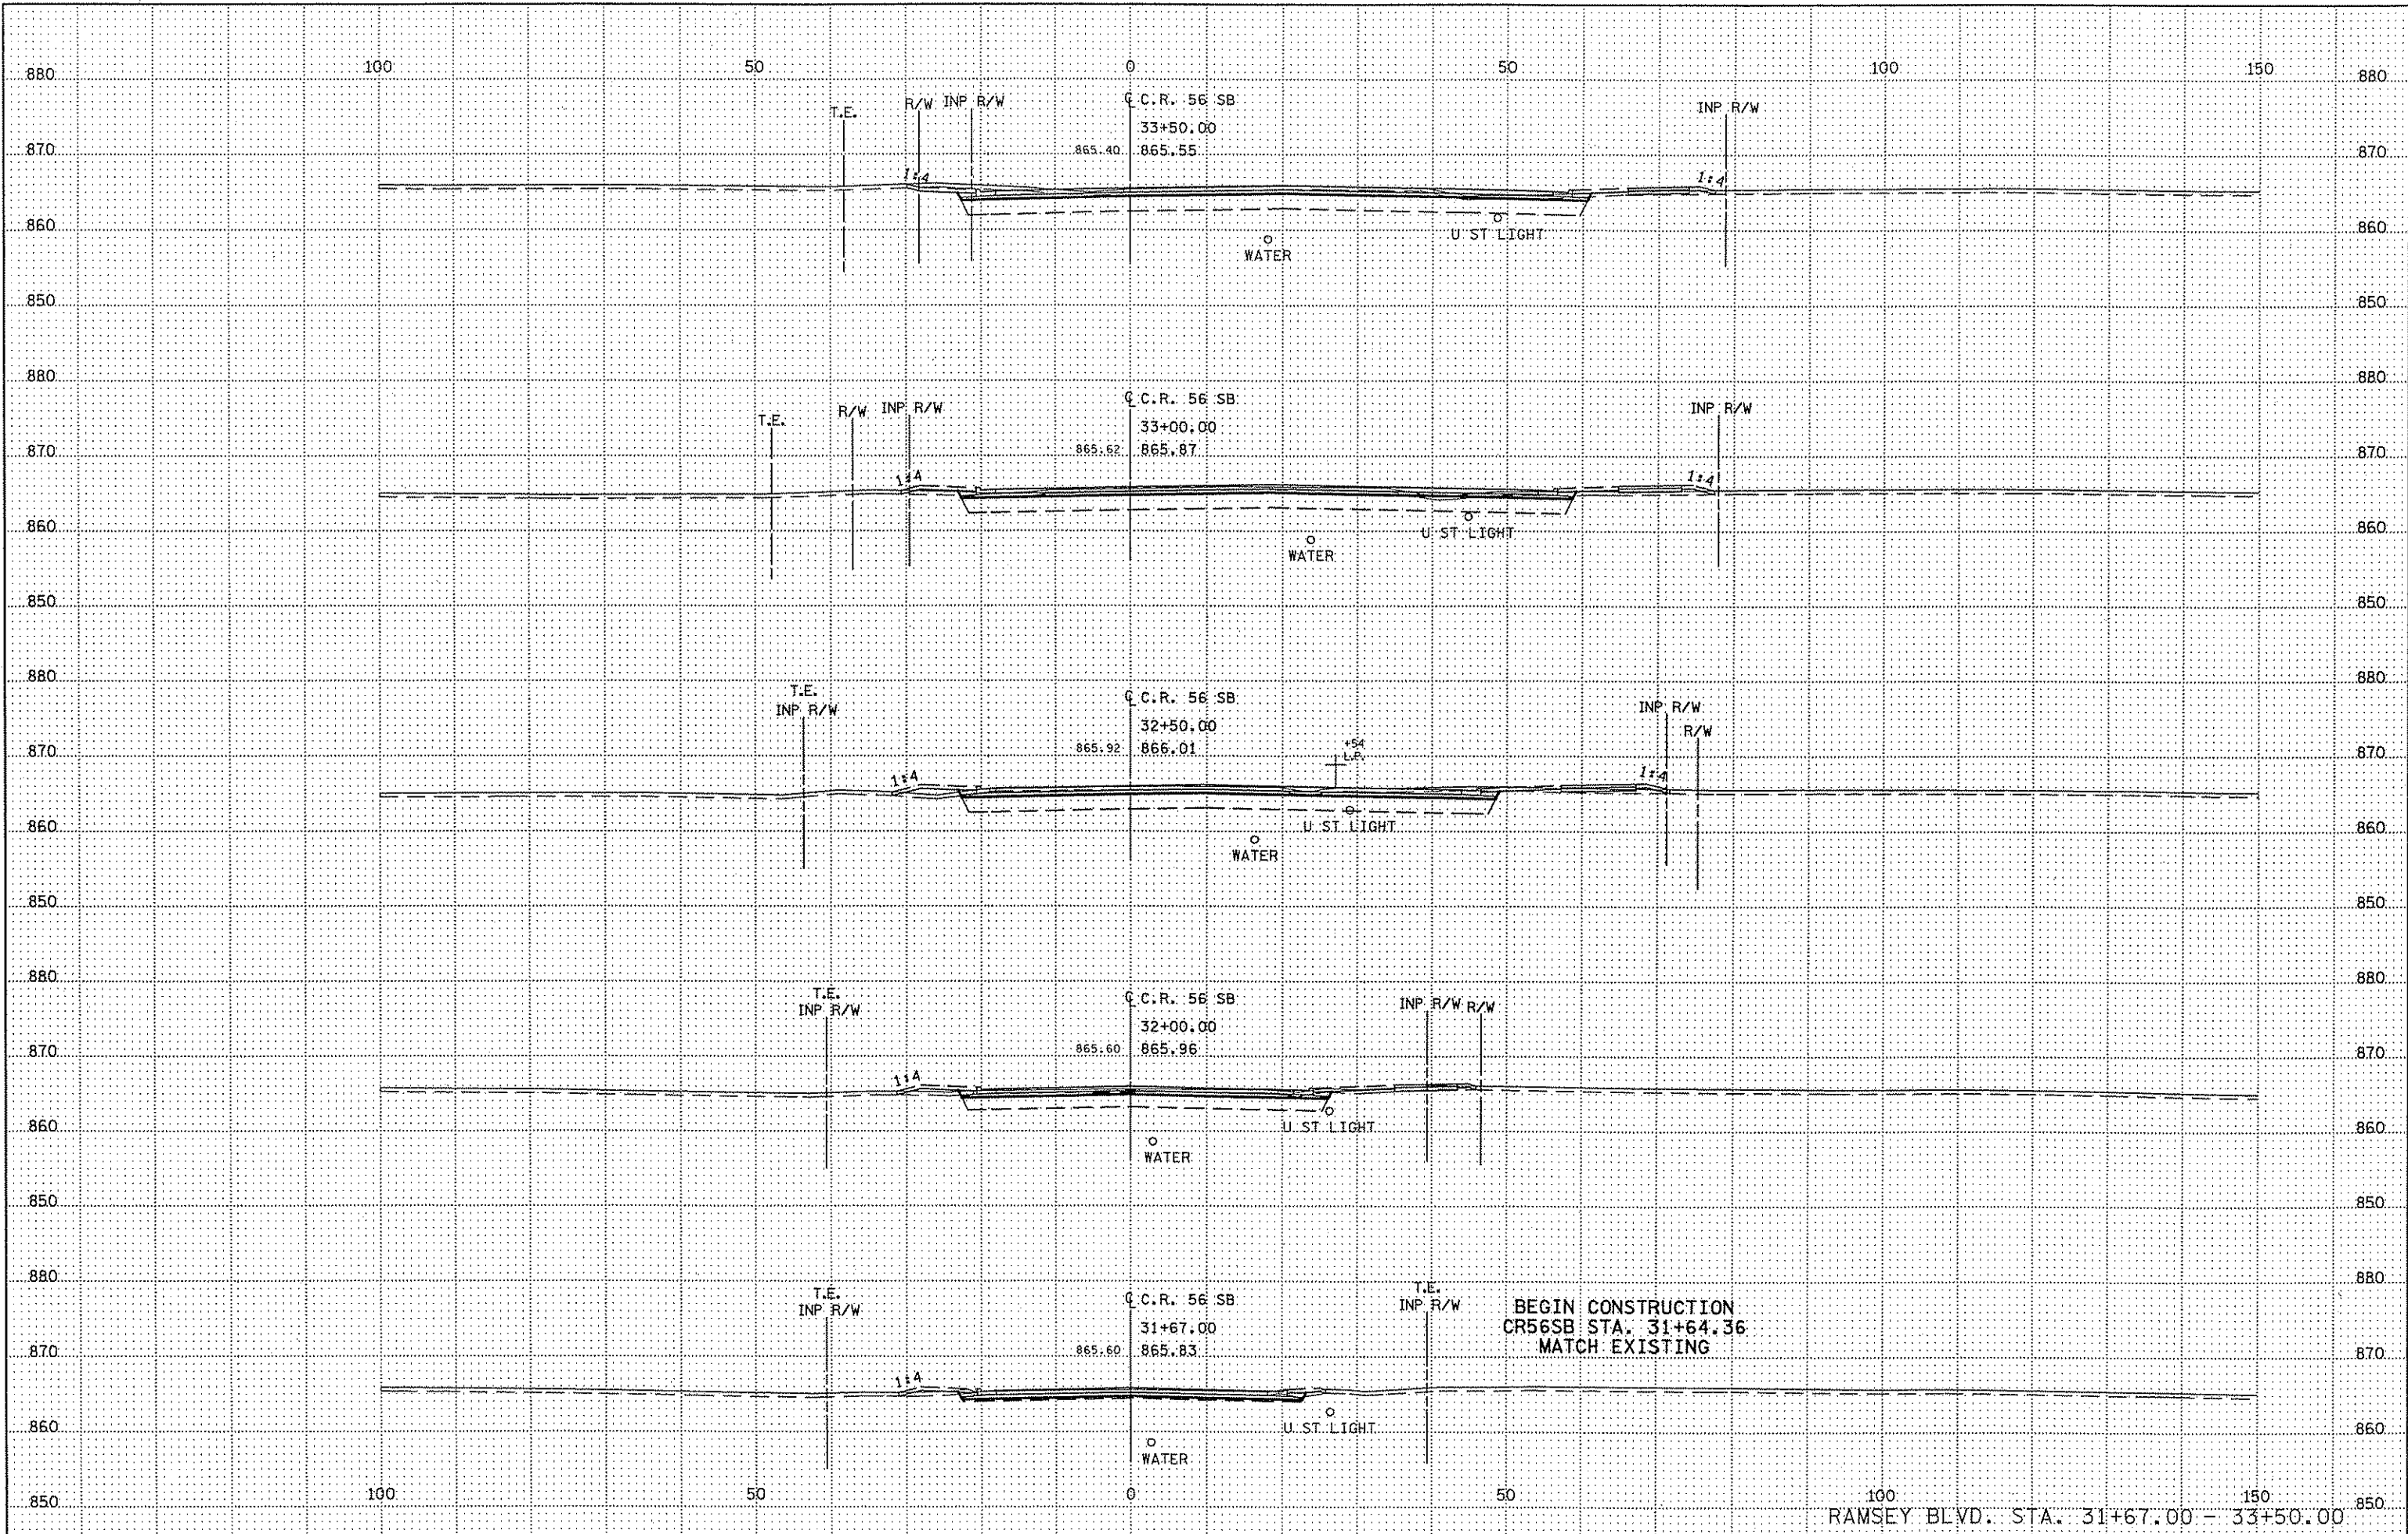 100 50 0 50 100 150
880 880
T.E. R/W INP R/W ℄ C.R. 56 SB INP R/W
33+50.00
870 865.40 865.55 870
1:4 1:4
860 U ST LIGHT 860
WATER
850 850
880 880
T.E. R/W INP R/W ℄ C.R. 56 SB INP R/W
33+00.00
870 865.62 865.87 870
1:4 1:4
860 U ST LIGHT 860
WATER
850 850
880 880
T.E. ℄ C.R. 56 SB
INP R/W INP R/W
32+50.00 R/W
870 865.92 866.01 +54 870
L.P.
1:4 1:4
860 U ST LIGHT 860
WATER
850 850
880 880
T.E. ℄ C.R. 56 SB
INP R/W INP R/W R/W
32+00.00
870 865.60 865.96 870
1:4
860 U ST LIGHT 860
WATER
850 850
880 880
T.E. ℄ C.R. 56 SB T.E.
INP R/W INP R/W BEGIN CONSTRUCTION
31+67.00 CR56SB STA. 31+64.36
870 865.60 865.83 MATCH EXISTING 870
1:4
860 U ST LIGHT 860
WATER
100 50 0 50 100 150
850 850
RAMSEY BLVD. STA. 31+67.00 - 33+50.00